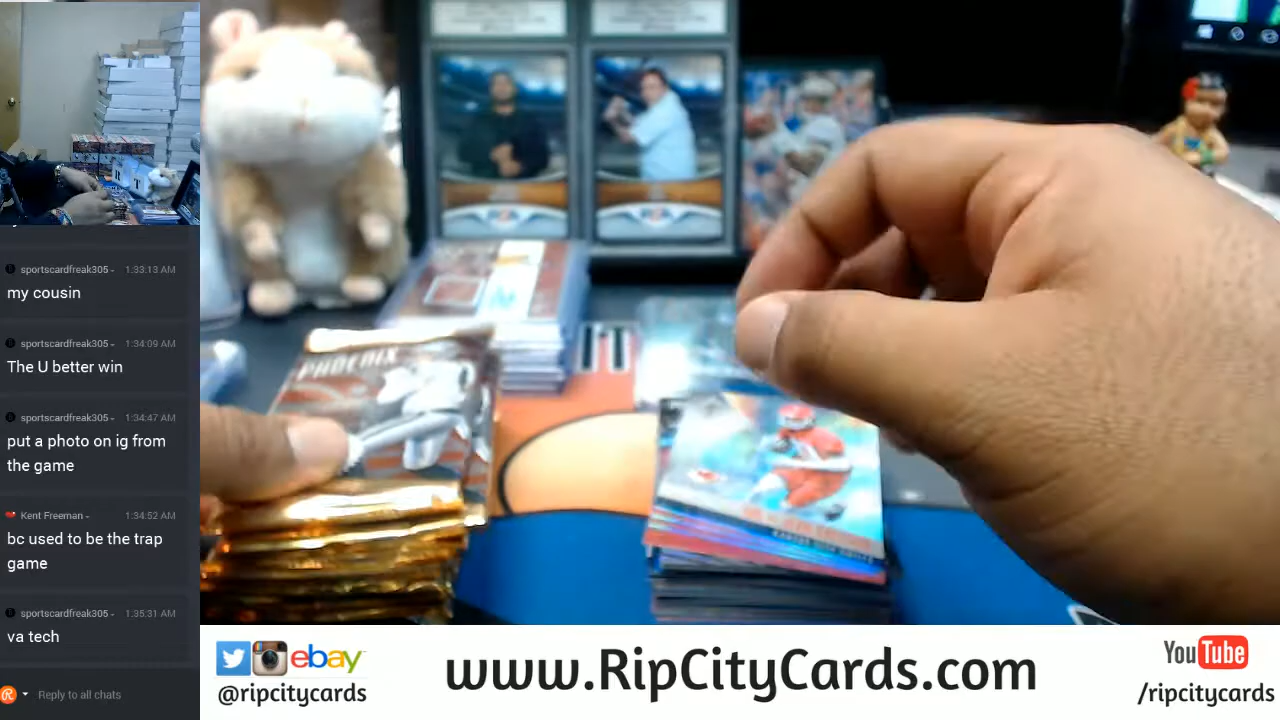 sportscardfreak305 - 1:33:13 AM
my cousin
sportscardfreak305 - 1:34:09 AM
The U better win
sportscardfreak305 - 1:34:47 AM
put a photo on ig from
the game
Kent Freeman - 1:34:52 AM
bc used to be the trap
game
sportscardfreak305 - 1:35:31 AM
va tech
Reply to all chats
PHOENIX
ebay
@ripcitycards
www.RipCityCards.com
YouTube
/ripcitycards